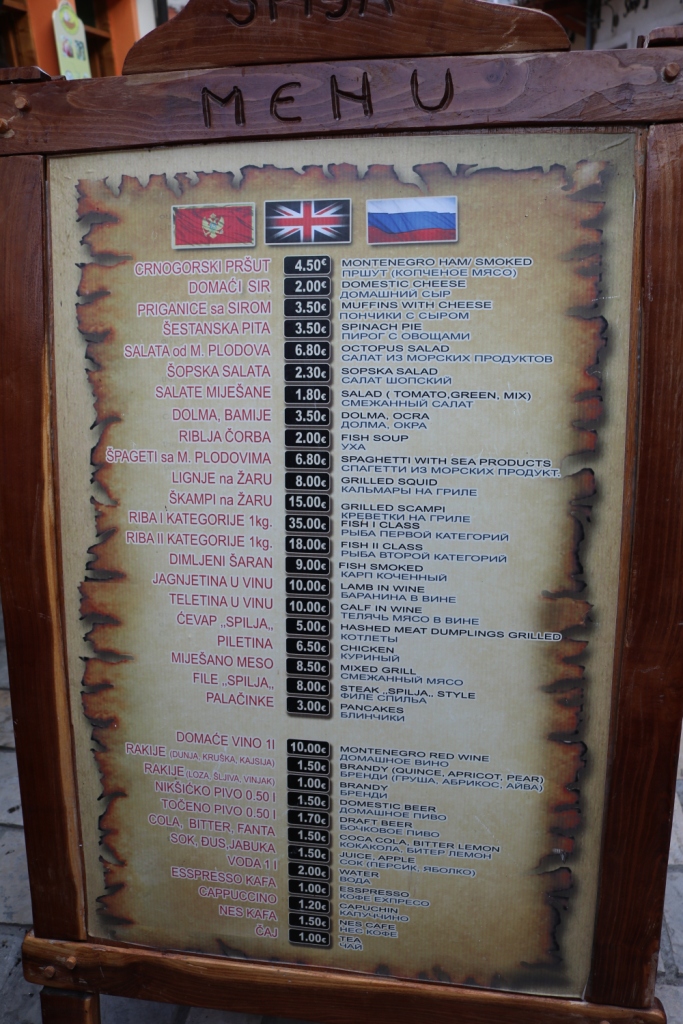 SPILJA
MENU
CRNOGORSKI PRŠUT 4.50€ MONTENEGRO HAM/ SMOKED
ПРШУТ (КОПЧЕНОЕ МЯСО)
DOMAĆI SIR 2.00€ DOMESTIC CHEESE
ДОМАШНИЙ СЫР
PRIGANICE sa SIROM 3.50€ MUFFINS WITH CHEESE
ПОНЧИКИ С СЫРОМ
ŠESTANSKA PITA 3.50€ SPINACH PIE
ПИРОГ С ОВОЩАМИ
SALATA od M. PLODOVA 6.80€ OCTOPUS SALAD
САЛАТ ИЗ МОРСКИХ ПРОДУКТОВ
ŠOPSKA SALATA 2.30€ SOPSKA SALAD
САЛАТ ШОПСКИЙ
SALATE MIJEŠANE 1.80€ SALAD ( TOMATO,GREEN, MIX)
СМЕЖАННЫЙ САЛАТ
DOLMA, BAMIJE 3.50€ DOLMA, OCRA
ДОЛМА, ОКРА
RIBLJA ČORBA 2.00€ FISH SOUP
УХА
ŠPAGETI sa M. PLODOVIMA 6.80€ SPAGHETTI WITH SEA PRODUCTS
СПАГЕТТИ ИЗ МОРСКИХ ПРОДУКТ.
LIGNJE na ŽARU 8.00€ GRILLED SQUID
КАЛЬМАРЫ НА ГРИЛЕ
ŠKAMPI na ŽARU 15.00€ GRILLED SCAMPI
КРЕВЕТКИ НА ГРИЛЕ
RIBA I KATEGORIJE 1kg. 35.00€ FISH I CLASS
РЫБА ПЕРВОЙ КАТЕГОРИЙ
RIBA II KATEGORIJE 1kg. 18.00€ FISH II CLASS
РЫБА ВТОРОЙ КАТЕГОРИЙ
DIMLJENI ŠARAN 9.00€ FISH SMOKED
КАРП КОЧЕННЫЙ
JAGNJETINA U VINU 10.00€ LAMB IN WINE
БАРАНИНА В ВИНЕ
TELETINA U VINU 10.00€ CALF IN WINE
ТЕЛЯЧЬ МЯСО В ВИНЕ
ĆEVAP ,,SPILJA,, 5.00€ HASHED MEAT DUMPLINGS GRILLED
КОТЛЕТЫ
PILETINA 6.50€ CHICKEN
КУРИНЫЙ
MIJEŠANO MESO 8.50€ MIXED GRILL
СМЕЖАННЫЙ МЯСО
FILE ,,SPILJA,, 8.00€ STEAK ,,SPILJA,, STYLE
ФИЛЕ СПИЛЬА
PALAČINKE 3.00€ PANCAKES
БЛИНЧИКИ
DOMAĆE VINO 1l 10.00€ MONTENEGRO RED WINE
ДОМАШНОЕ ВИНО
RAKIJE (DUNJA, KRUŠKA, KAJSIJA) 1.50€ BRANDY (QUINCE, APRICOT, PEAR)
БРЕНДИ (ГРУША, АБРИКОС, АЙВА)
RAKIJE (LOZA, ŠLJIVA, VINJAK) 1.00€ BRANDY
БРЕНДИ
NIKŠIĆKO PIVO 0.50 l 1.50€ DOMESTIC BEER
ДОМАШНОЕ ПИВО
TOČENO PIVO 0.50 l 1.70€ DRAFT BEER
БОЧКОВОЕ ПИВО
COLA, BITTER, FANTA 1.50€ COCA COLA, BITTER LEMON
КОКАКОЛА, БИТЕР ЛЕМОН
SOK, ĐUS,JABUKA 1.50€ JUICE, APPLE
СОК (ПЕРСИК, ЯБОЛКО)
VODA 1 l 2.00€ WATER
ВОДА
ESSPRESSO KAFA 1.00€ ESSPRESSO
КОФЕ ЕХПРЕСО
CAPPUCCINO 1.20€ CAPUCHIN
КАПУЧЧИНО
NES KAFA 1.50€ NES CAFE
НЕС КОФЕ
ČAJ 1.00€ TEA
ЧАЙ